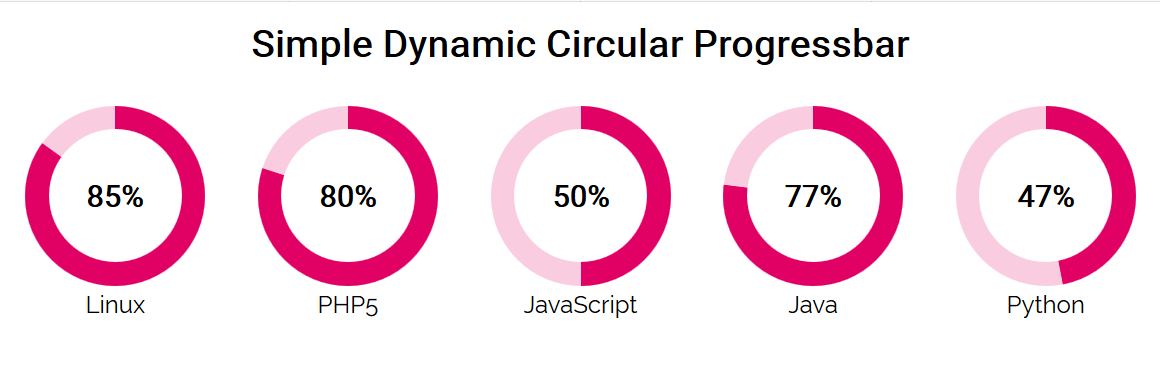 Simple Dynamic Circular Progressbar
85% 80% 50% 77% 47%
Linux PHP5 JavaScript Java Python